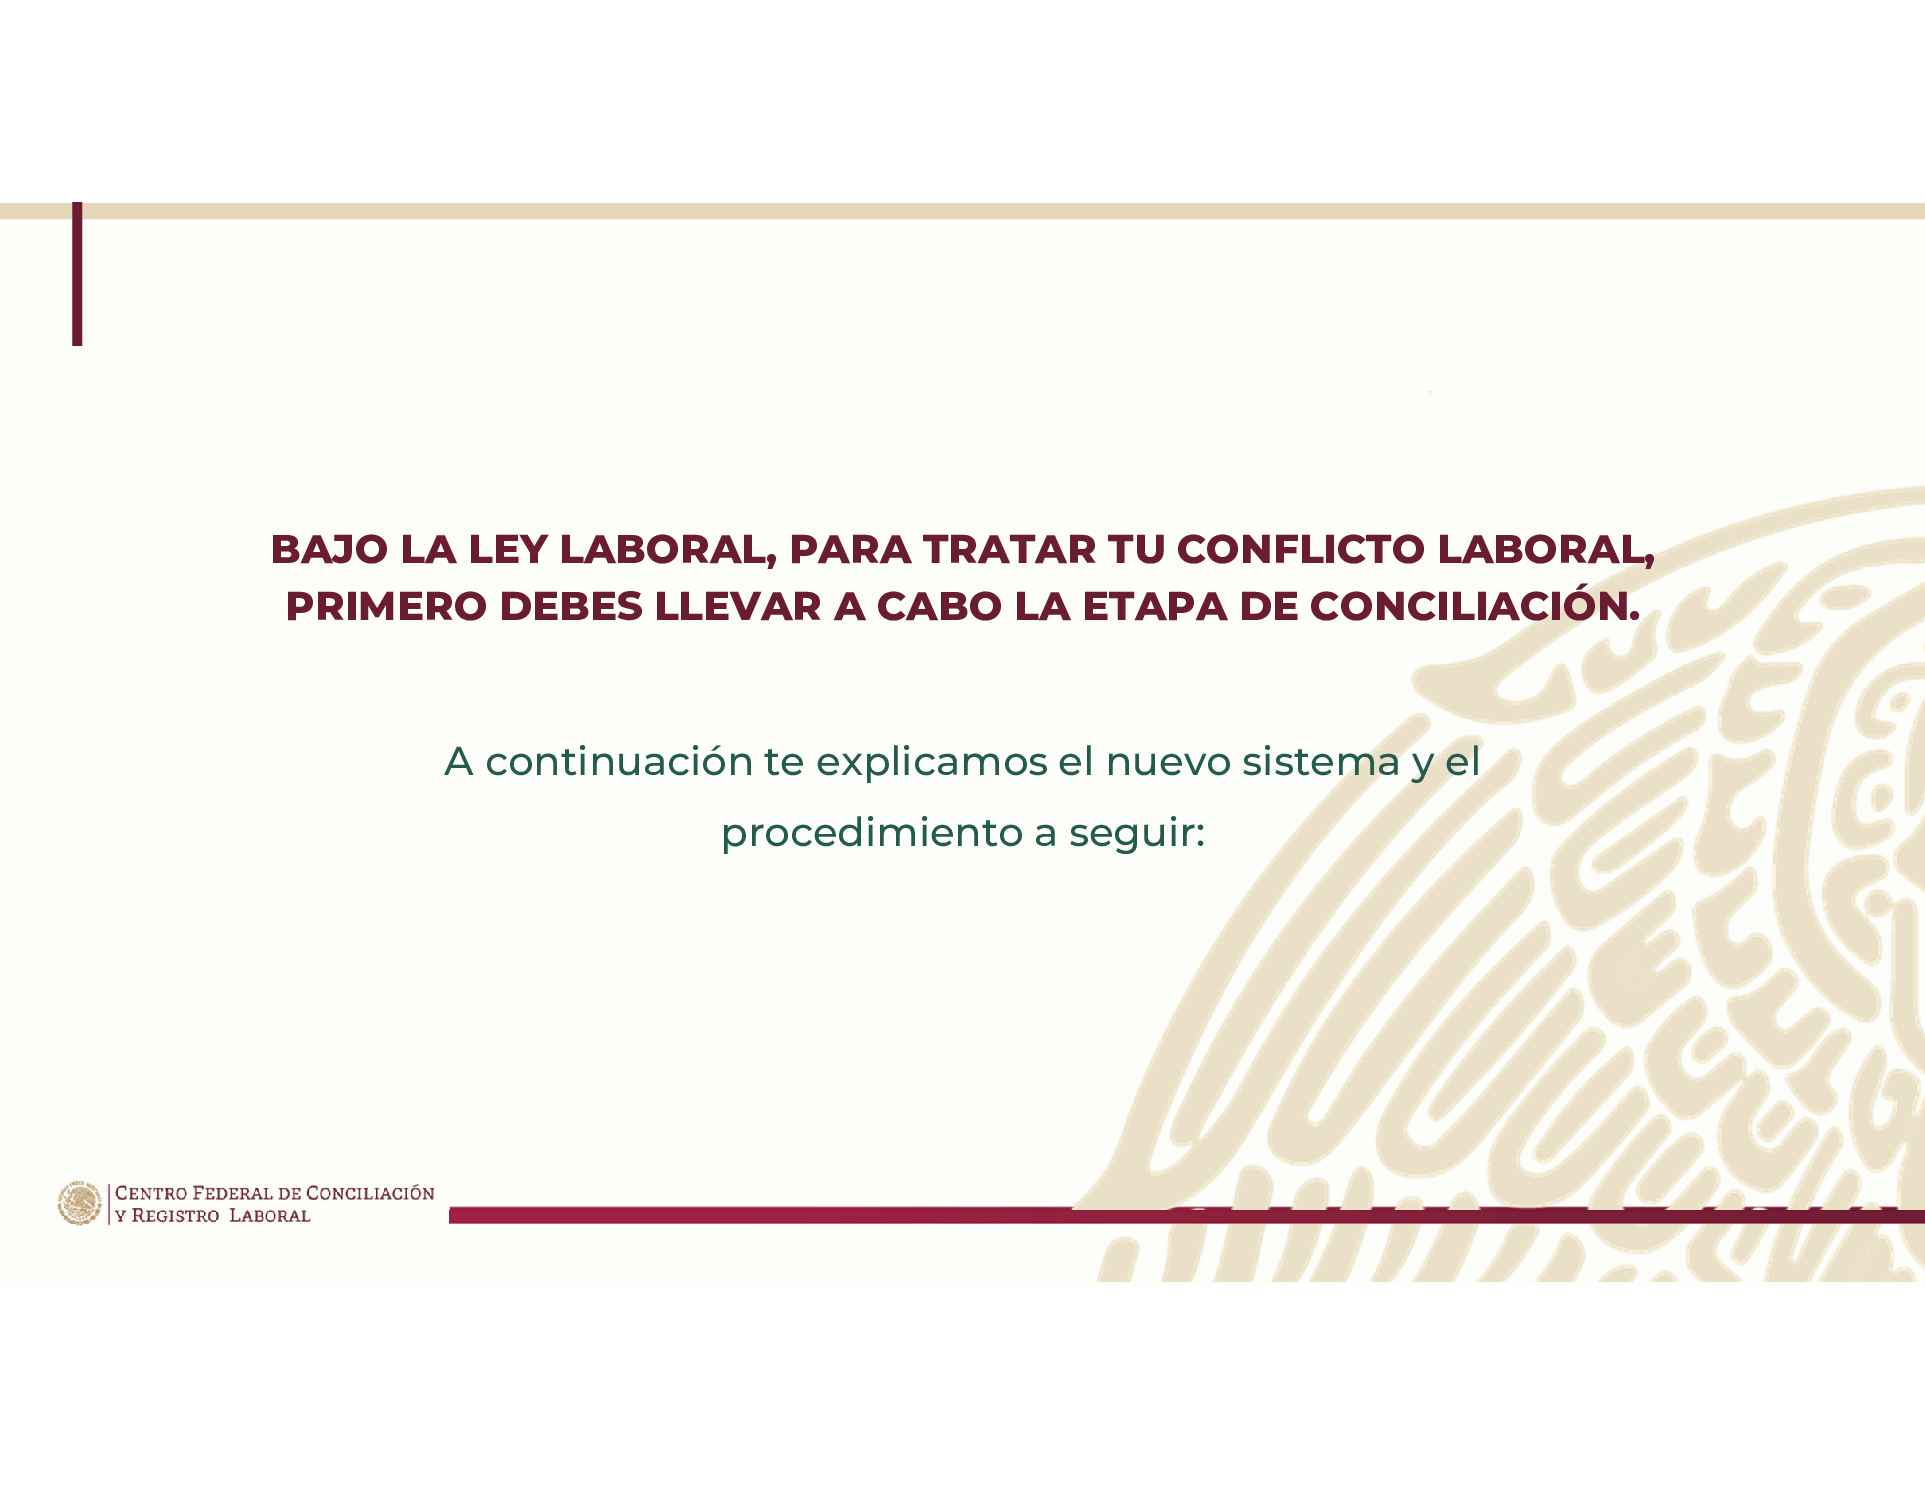 BAJO LA LEY LABORAL, PARA TRATAR TU CONFLICTO LABORAL,
PRIMERO DEBES LLEVAR A CABO LA ETAPA DE CONCILIACIÓN.
A continuación te explicamos el nuevo sistema y el
procedimiento a seguir:
CENTRO FEDERAL DE CONCILIACIÓN
Y REGISTRO LABORAL